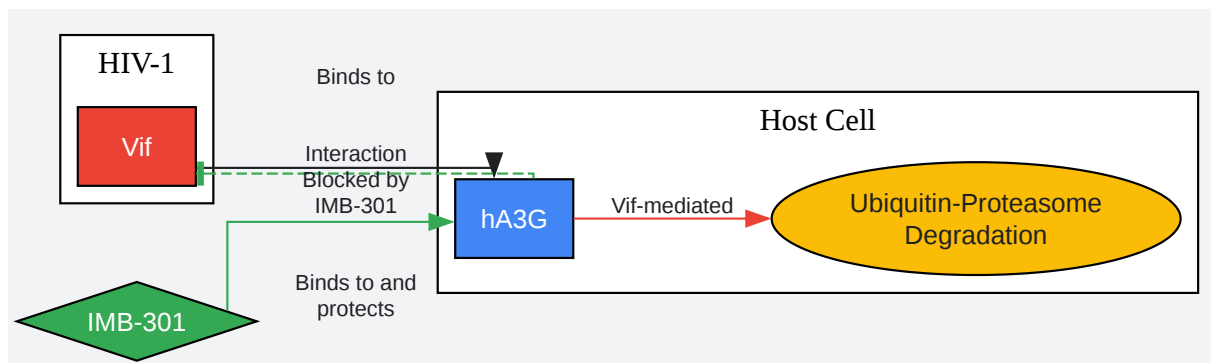 HIV-1
Vif
Binds to
Interaction
Blocked by
IMB-301
Host Cell
hA3G
Vif-mediated
Ubiquitin-Proteasome
Degradation
Binds to and
protects
IMB-301